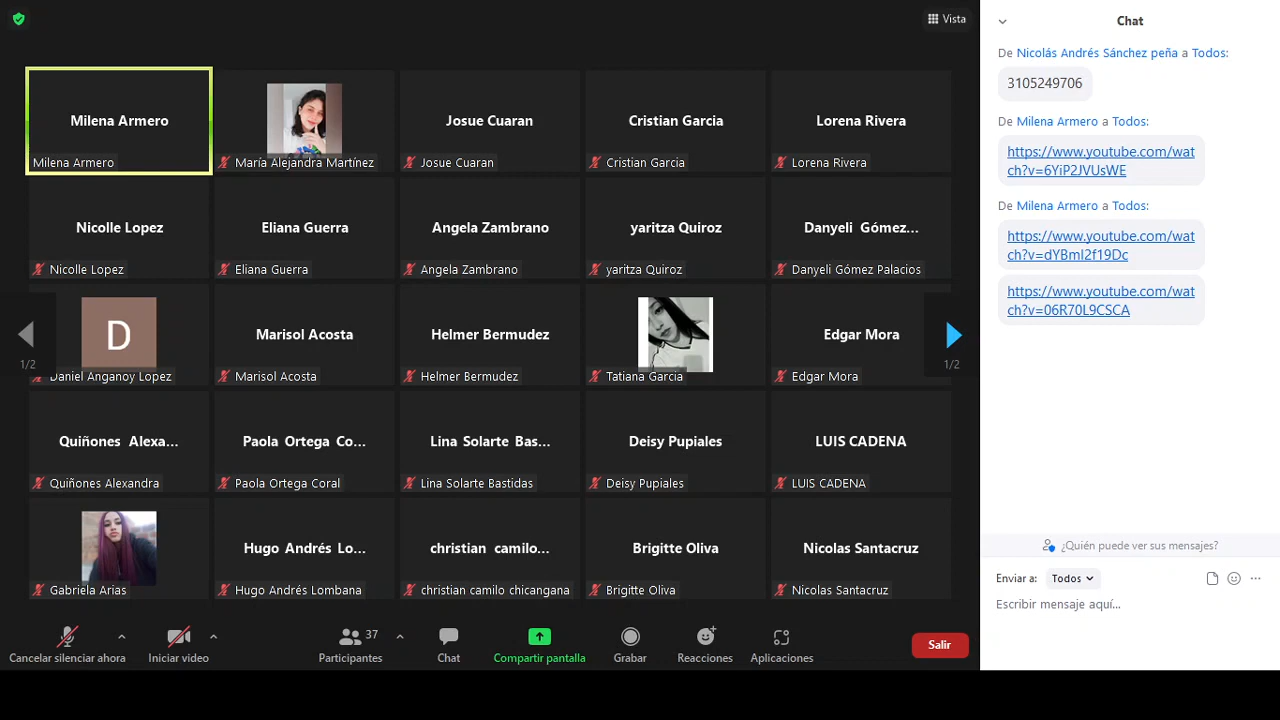 Vista
Milena Armero
Milena Armero
María Alejandra Martínez
Josue Cuaran
Josue Cuaran
Cristian Garcia
Cristian Garcia
Lorena Rivera
Lorena Rivera
Nicolle Lopez
Nicolle Lopez
Eliana Guerra
Eliana Guerra
Angela Zambrano
Angela Zambrano
yaritza Quiroz
yaritza Quiroz
Danyeli Gómez...
Danyeli Gómez Palacios
1/2
D
Daniel Anganoy Lopez
Marisol Acosta
Marisol Acosta
Helmer Bermudez
Helmer Bermudez
Tatiana Garcia
Edgar Mora
Edgar Mora
1/2
Quiñones Alexa...
Quiñones Alexandra
Paola Ortega Co...
Paola Ortega Coral
Lina Solarte Bas...
Lina Solarte Bastidas
Deisy Pupiales
Deisy Pupiales
LUIS CADENA
LUIS CADENA
Gabriela Arias
Hugo Andrés Lo...
Hugo Andrés Lombana
christian camilo...
christian camilo chicangana
Brigitte Oliva
Brigitte Oliva
Nicolas Santacruz
Nicolas Santacruz
Cancelar silenciar ahora
Iniciar video
37
Participantes
Chat
Compartir pantalla
Grabar
Reacciones
Aplicaciones
Salir
Chat
De Nicolás Andrés Sánchez peña a Todos:
3105249706
De Milena Armero a Todos:
https://www.youtube.com/wat
ch?v=6YiP2JVUsWE
De Milena Armero a Todos:
https://www.youtube.com/wat
ch?v=dYBml2f19Dc
https://www.youtube.com/wat
ch?v=06R70L9CSCA
¿Quién puede ver sus mensajes?
Enviar a: Todos
Escribir mensaje aquí...